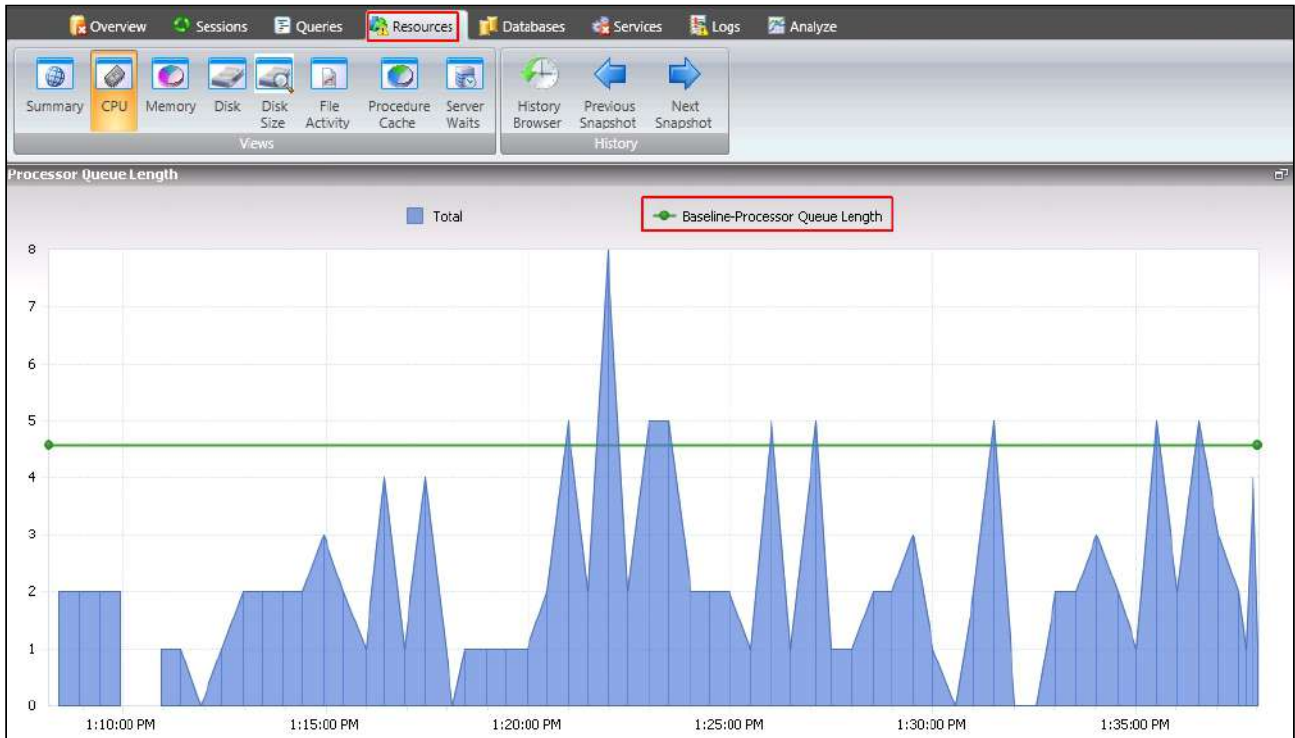 Overview Sessions Queries Resources Databases Services Logs Analyze
Summary CPU Memory Disk Disk Size File Activity Procedure Cache Server Waits History Browser Previous Snapshot Next Snapshot
Views History
Processor Queue Length
Total Baseline-Processor Queue Length
8
7
6
5
4
3
2
1
0
1:10:00 PM 1:15:00 PM 1:20:00 PM 1:25:00 PM 1:30:00 PM 1:35:00 PM